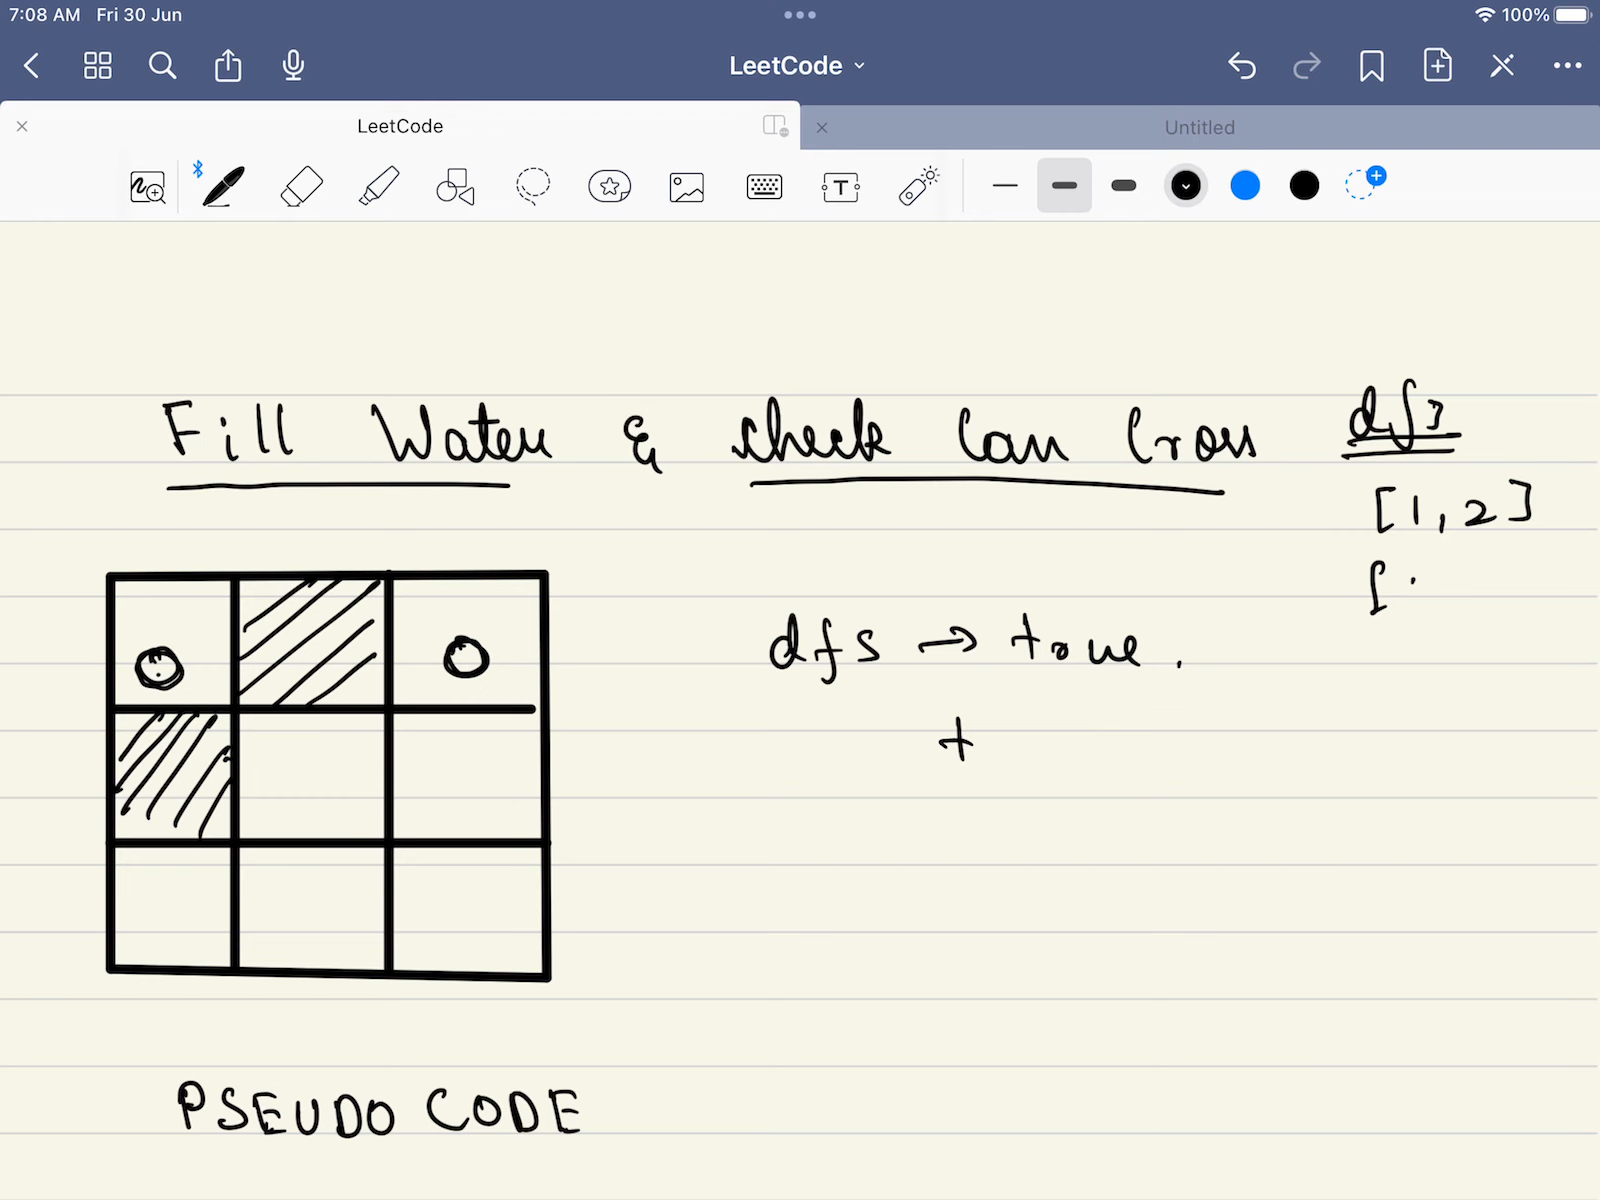 7:08 AM Fri 30 Jun
100%
LeetCode
LeetCode
Untitled
T
Fill Water & check Can Cross dfs
[1,2]
[.
dfs → true.
+
PSEUDO CODE